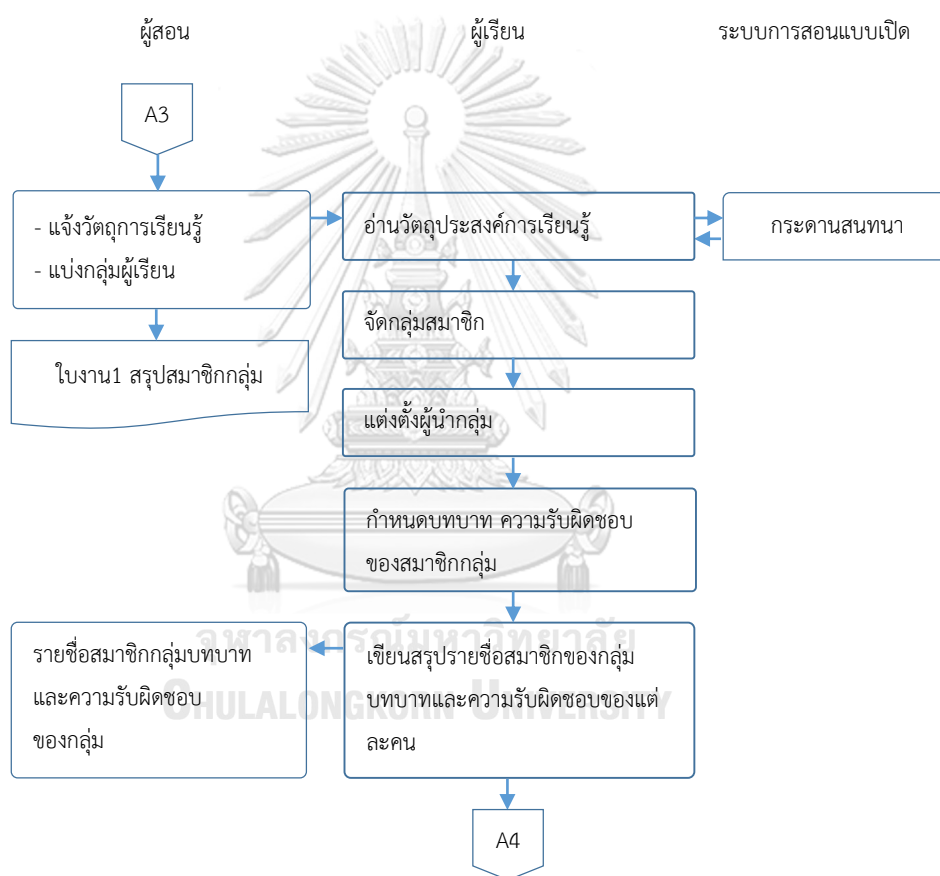 ผู้สอน
ผู้เรียน
ระบบการสอนแบบเปิด
A3
- แจ้งวัตถุการเรียนรู้
- แบ่งกลุ่มผู้เรียน
อ่านวัตถุประสงค์การเรียนรู้
กระดานสนทนา
จัดกลุ่มสมาชิก
ใบงาน1 สรุปสมาชิกกลุ่ม
แต่งตั้งผู้นำกลุ่ม
กำหนดบทบาท ความรับผิดชอบ
ของสมาชิกกลุ่ม
จุฬาลงกรณ์มหาวิทยาลัย
CHULALONGKORN UNIVERSITY
รายชื่อสมาชิกกลุ่มบทบาท
และความรับผิดชอบ
ของกลุ่ม
เขียนสรุปรายชื่อสมาชิกของกลุ่ม
บทบาทและความรับผิดชอบของแต่
ละคน
A4